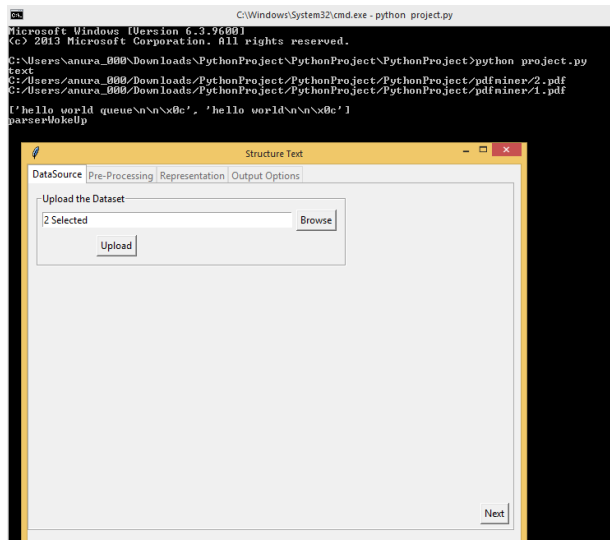 C:\Windows\System32\cmd.exe - python project.py
Microsoft Windows [Version 6.3.9600]
(c) 2013 Microsoft Corporation. All rights reserved.
C:\Users\anura_000\Downloads\PythonProject\PythonProject\PythonProject>python project.py
text
C:/Users/anura_000/Downloads/PythonProject/PythonProject/PythonProject/pdfminer/2.pdf
C:/Users/anura_000/Downloads/PythonProject/PythonProject/PythonProject/pdfminer/1.pdf
['hello world queue\n\n\x0c', 'hello world\n\n\x0c']
parserWokeUp
Structure Text
DataSource Pre-Processing Representation Output Options
Upload the Dataset
2 Selected Browse
Upload
Next